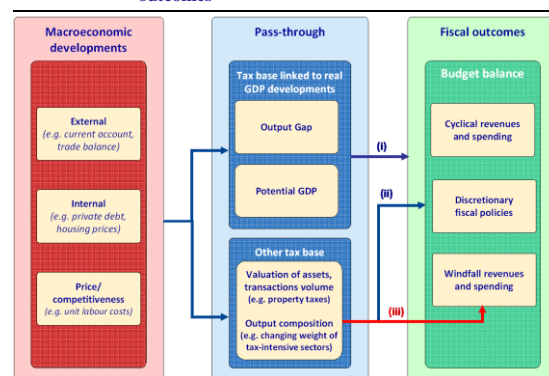 outcomes
Macroeconomic
developments
External
(e.g. current account,
trade balance)
Internal
(e.g. private debt,
housing prices)
Price/
competitiveness
(e.g. unit labour costs)
Pass-through
Tax base linked to real
GDP developments
Output Gap
Potential GDP
Other tax base
Valuation of assets,
transactions volume
(e.g. property taxes)
Output composition
(e.g. changing weight of
tax-intensive sectors)
(i)
(ii)
(iii)
Fiscal outcomes
Budget balance
Cyclical revenues
and spending
Discretionary
fiscal policies
Windfall revenues
and spending